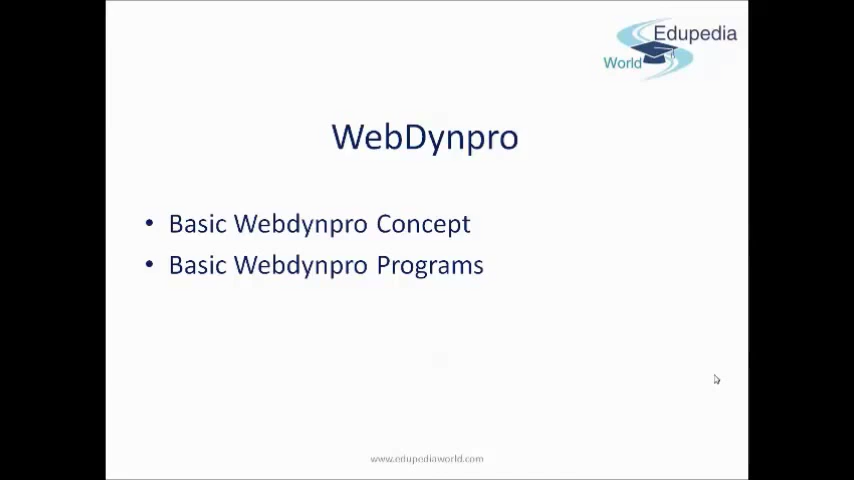 Edupedia
World
WebDynpro
• Basic Webdynpro Concept
• Basic Webdynpro Programs
www.edupediaworld.com